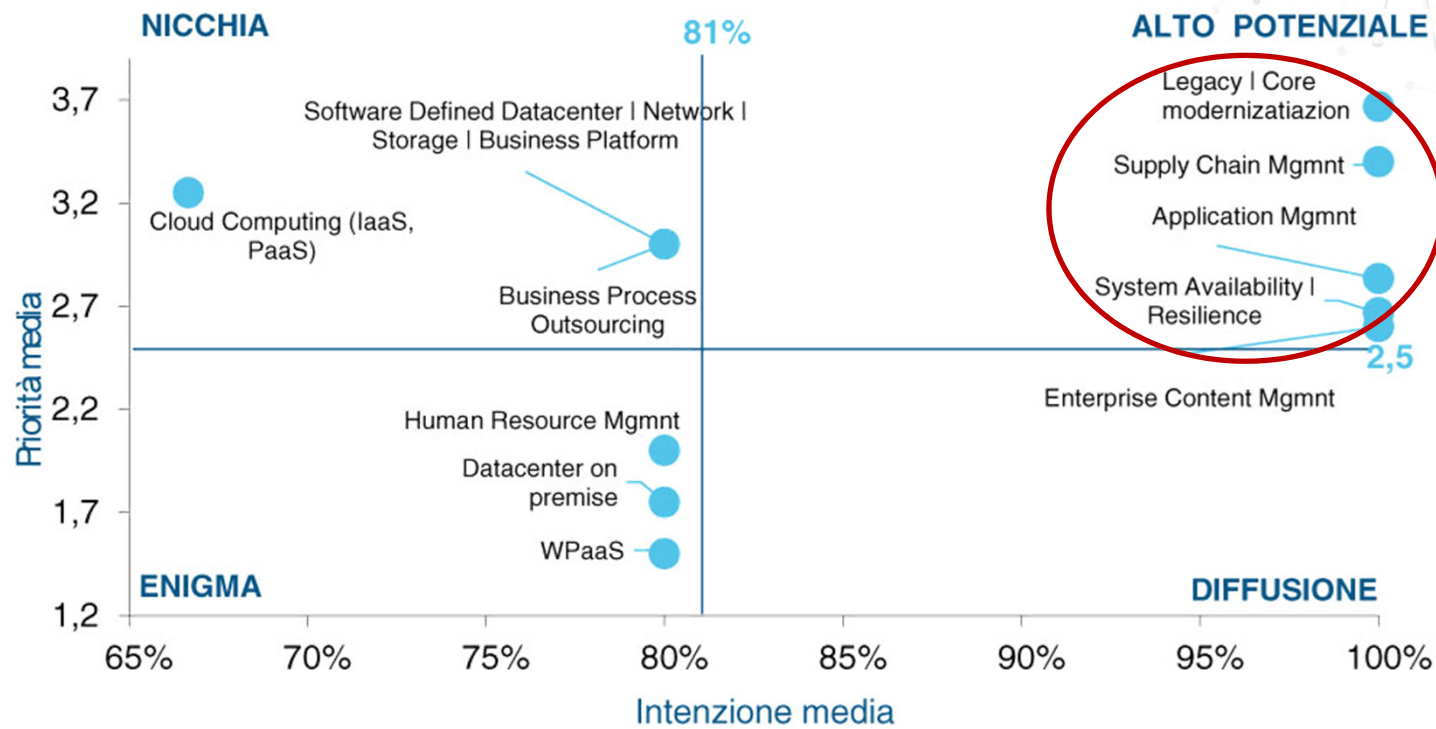 NICCHIA
81%
ALTO POTENZIALE
3,7
Software Defined Datacenter | Network |
Storage | Business Platform
Legacy | Core
modernizatiazion
Supply Chain Mgmnt
3,2
Cloud Computing (IaaS,
PaaS)
Application Mgmnt
2,7
Business Process
Outsourcing
System Availability |
Resilience
2,5
Priorità media
2,2
Enterprise Content Mgmnt
Human Resource Mgmnt
Datacenter on
premise
1,7
WPaaS
ENIGMA
DIFFUSIONE
1,2
65%
70%
75%
80%
85%
90%
95%
100%
Intenzione media